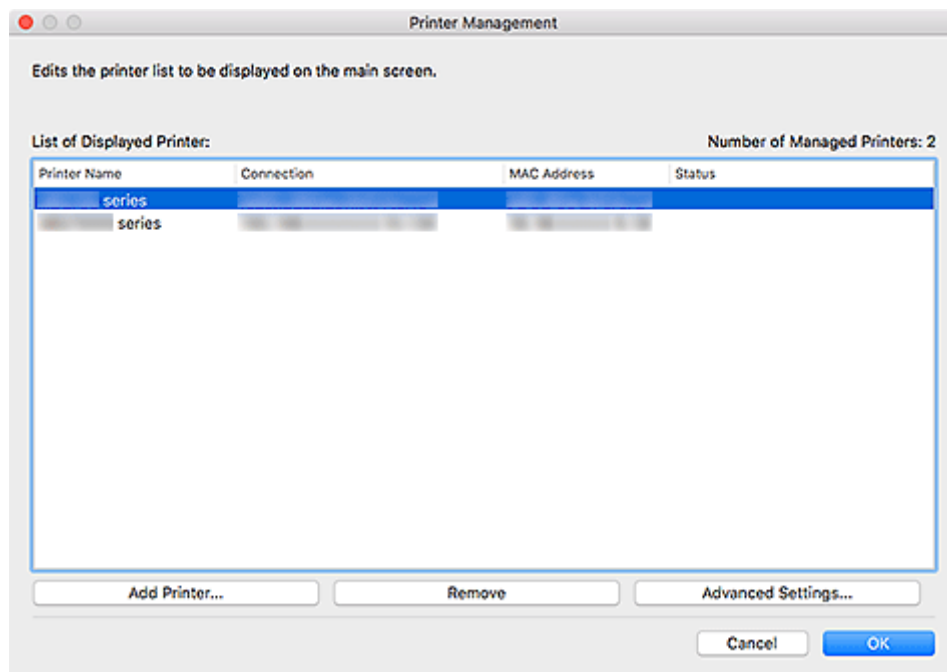 Printer Management
Edits the printer list to be displayed on the main screen.
List of Displayed Printer: Number of Managed Printers: 2
Printer Name Connection MAC Address Status
series
series
Add Printer... Remove Advanced Settings...
Cancel OK